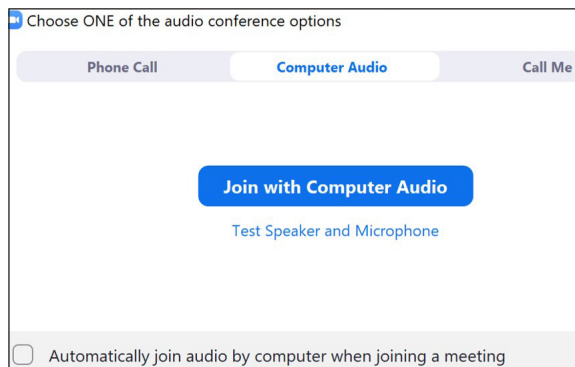 Choose ONE of the audio conference options
Phone Call Computer Audio Call Me
Join with Computer Audio
Test Speaker and Microphone
Automatically join audio by computer when joining a meeting